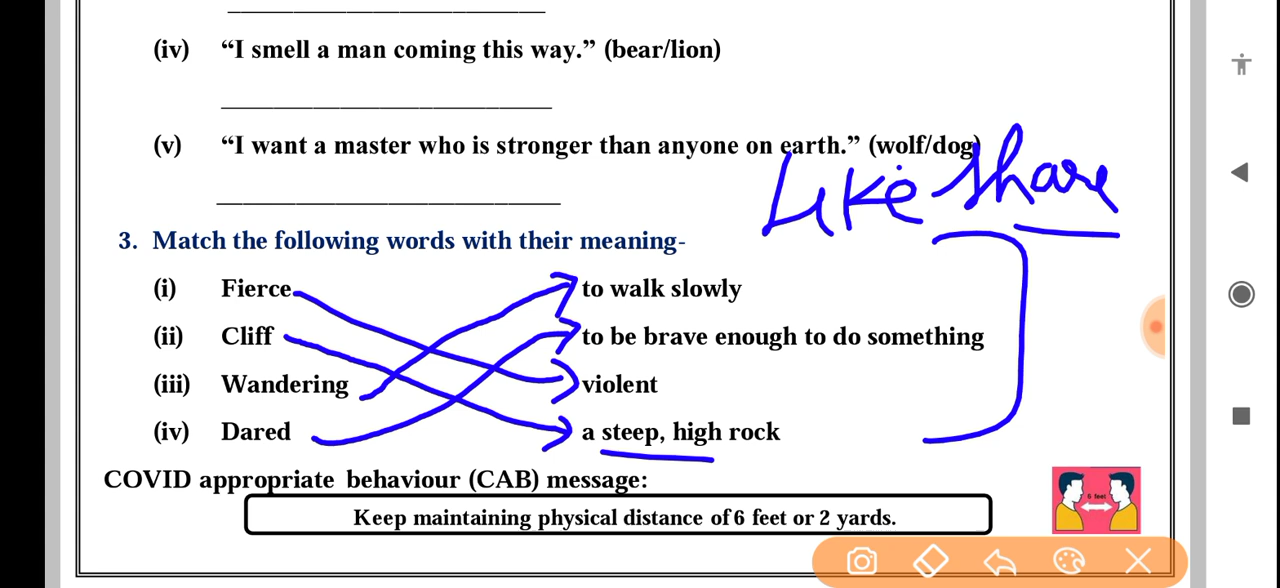 (iv) “I smell a man coming this way.” (bear/lion)
(v) “I want a master who is stronger than anyone on earth.” (wolf/dog)
Like Share
3. Match the following words with their meaning-
(i) Fierce to walk slowly
(ii) Cliff to be brave enough to do something
(iii) Wandering violent
(iv) Dared a steep, high rock
COVID appropriate behaviour (CAB) message:
6 feet
Keep maintaining physical distance of 6 feet or 2 yards.